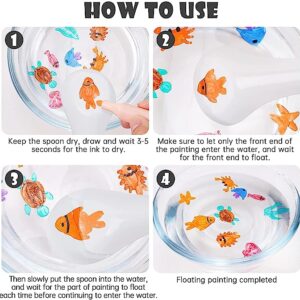 HOW TO USE
1
Keep the spoon dry, draw and wait 3-5
seconds for the ink to dry.
2
Make sure to let only the front end of
the painting enter the water, and wait
for the front end to float.
3
Then slowly put the spoon into the water,
and wait for the part of painting to float
each time before continuing to enter the water.
4
Floating painting completed